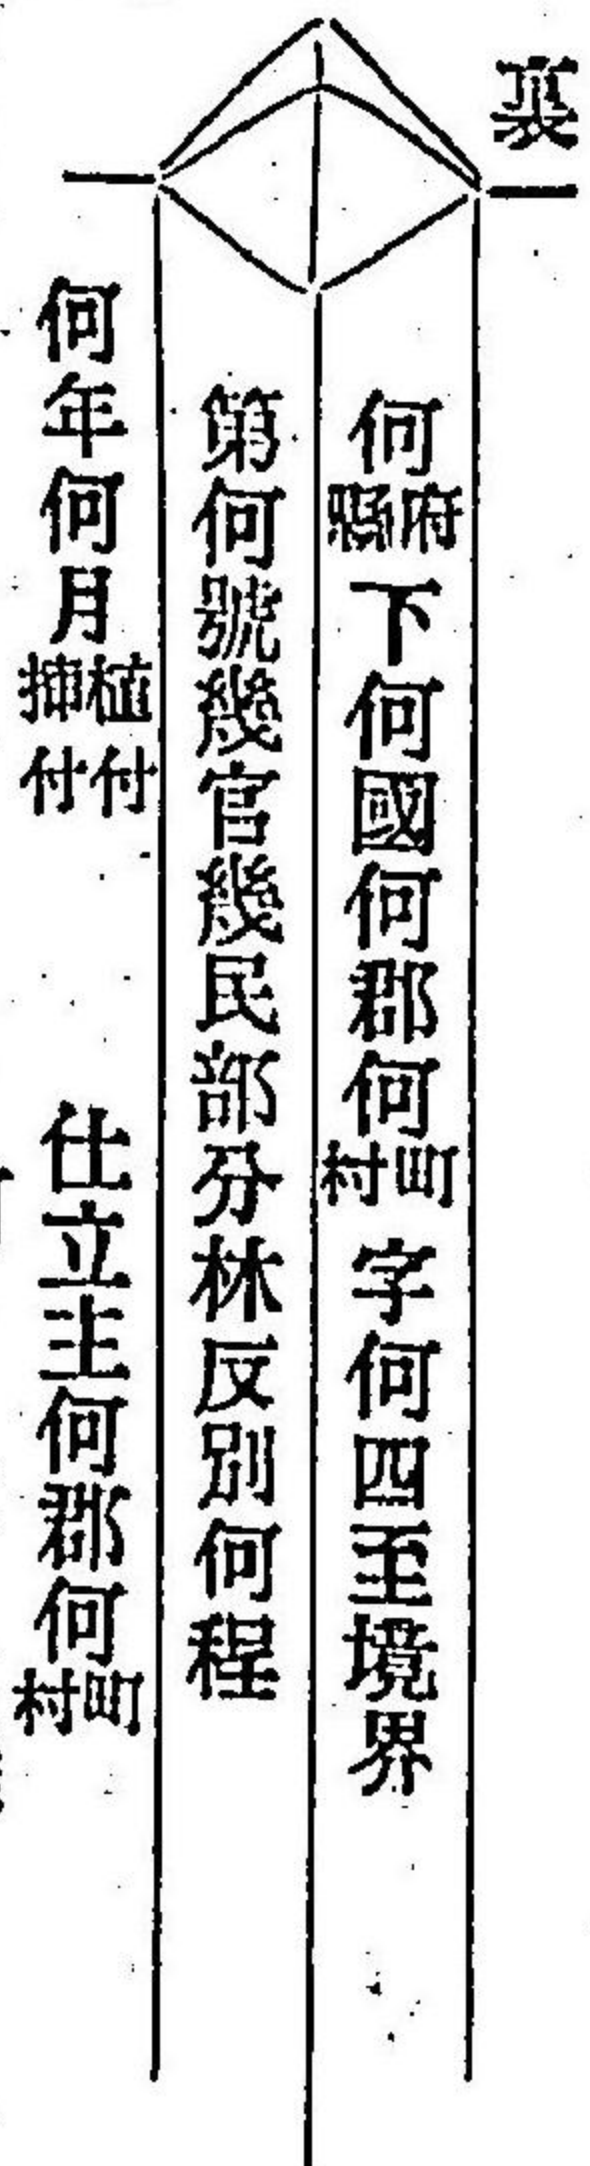 裏
何府縣下何國何郡何町村字何四至境界
第何號幾官幾民部分林反別何程
何年何月植付挿付
仕立主何郡何町村